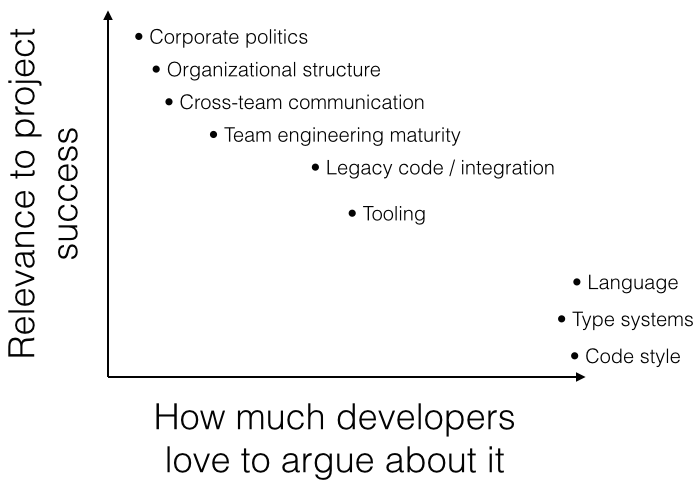 Relevance to project
success
• Corporate politics
• Organizational structure
• Cross-team communication
• Team engineering maturity
• Legacy code / integration
• Tooling
• Language
• Type systems
• Code style
How much developers
love to argue about it